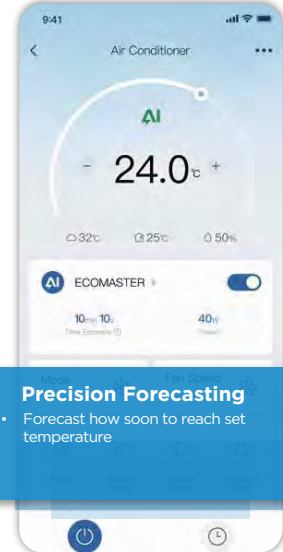 9:41
Air Conditioner
AI
- 24.0℃ +
32℃ 25℃ 50%
AI ECOMASTER
10min 10s 40W
Time Estimate
Mode Fan Speed
Precision Forecasting
▪ Forecast how soon to reach set
temperature